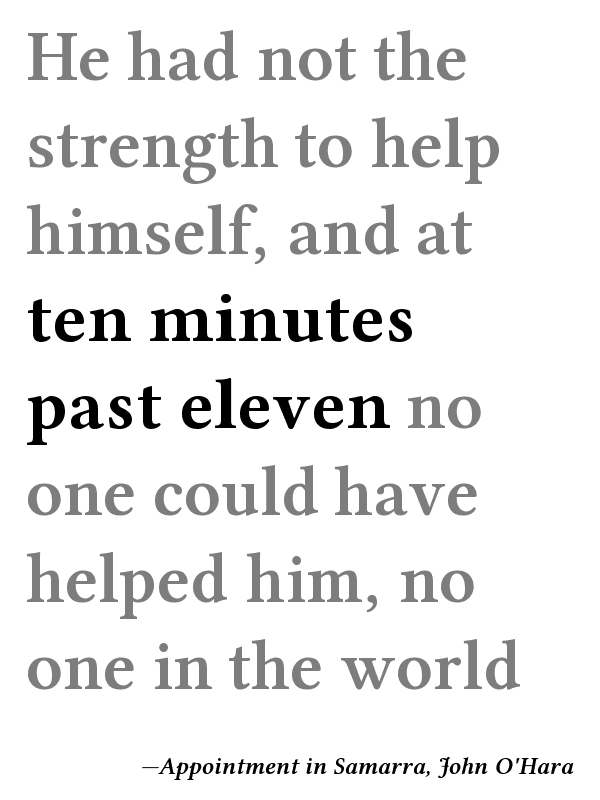 He had not the
strength to help
himself, and at
ten minutes
past eleven no
one could have
helped him, no
one in the world
—Appointment in Samarra, John O'Hara